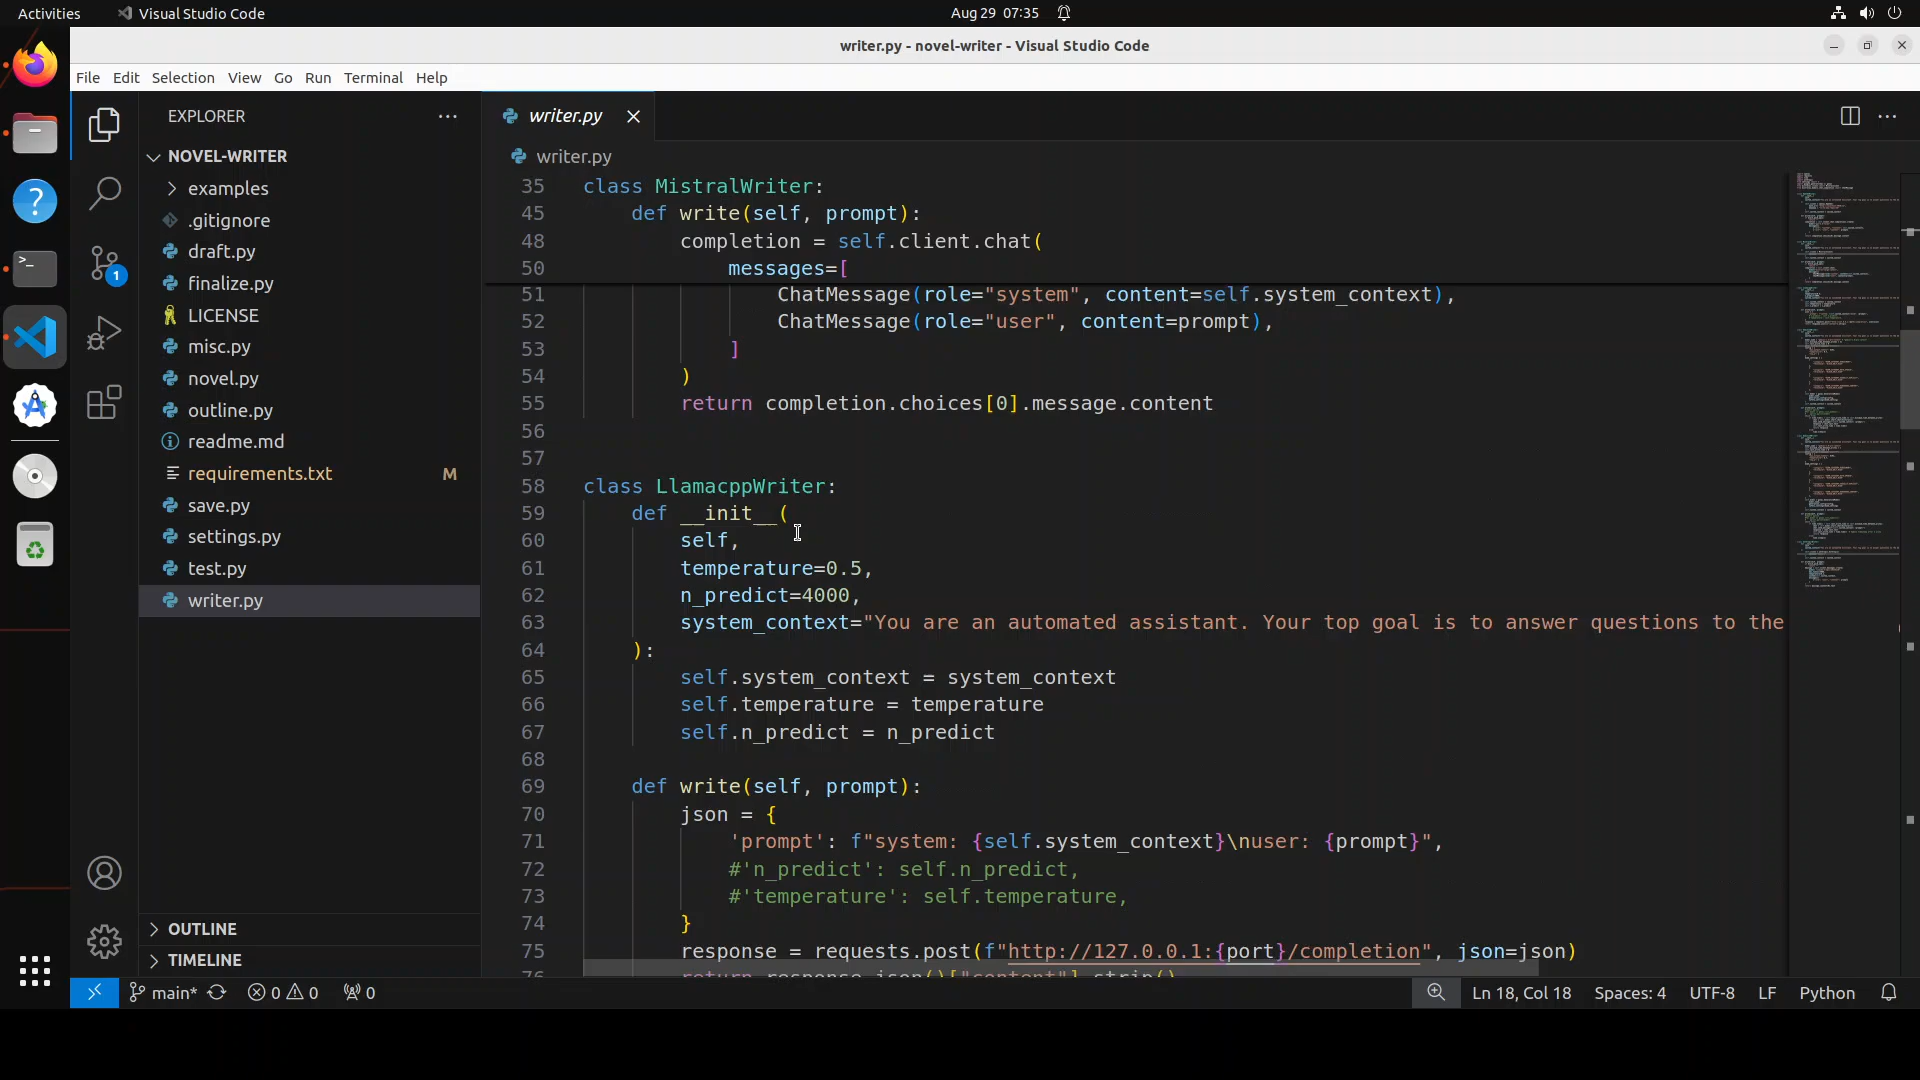 Activities
Visual Studio Code
Aug 29 07:35
writer.py - novel-writer - Visual Studio Code
File Edit Selection View Go Run Terminal Help
EXPLORER
NOVEL-WRITER
examples
.gitignore
draft.py
finalize.py
LICENSE
misc.py
novel.py
outline.py
readme.md
requirements.txt M
save.py
settings.py
test.py
writer.py
OUTLINE
TIMELINE
1
writer.py
writer.py
35 class MistralWriter:
45 def write(self, prompt):
48 completion = self.client.chat(
50 messages=[
51 ChatMessage(role="system", content=self.system_context),
52 ChatMessage(role="user", content=prompt),
53 ]
54 )
55 return completion.choices[0].message.content
56
57
58 class LlamacppWriter:
59 def __init__(
60 self,
61 temperature=0.5,
62 n_predict=4000,
63 system_context="You are an automated assistant. Your top goal is to answer questions to the
64 ):
65 self.system_context = system_context
66 self.temperature = temperature
67 self.n_predict = n_predict
68
69 def write(self, prompt):
70 json = {
71 'prompt': f"system: {self.system_context}\nuser: {prompt}",
72 #'n_predict': self.n_predict,
73 #'temperature': self.temperature,
74 }
75 response = requests.post(f"http://127.0.0.1:{port}/completion", json=json)
76 return response.json()["content"].strip()
main* 0 0 0
Ln 18, Col 18 Spaces: 4 UTF-8 LF Python